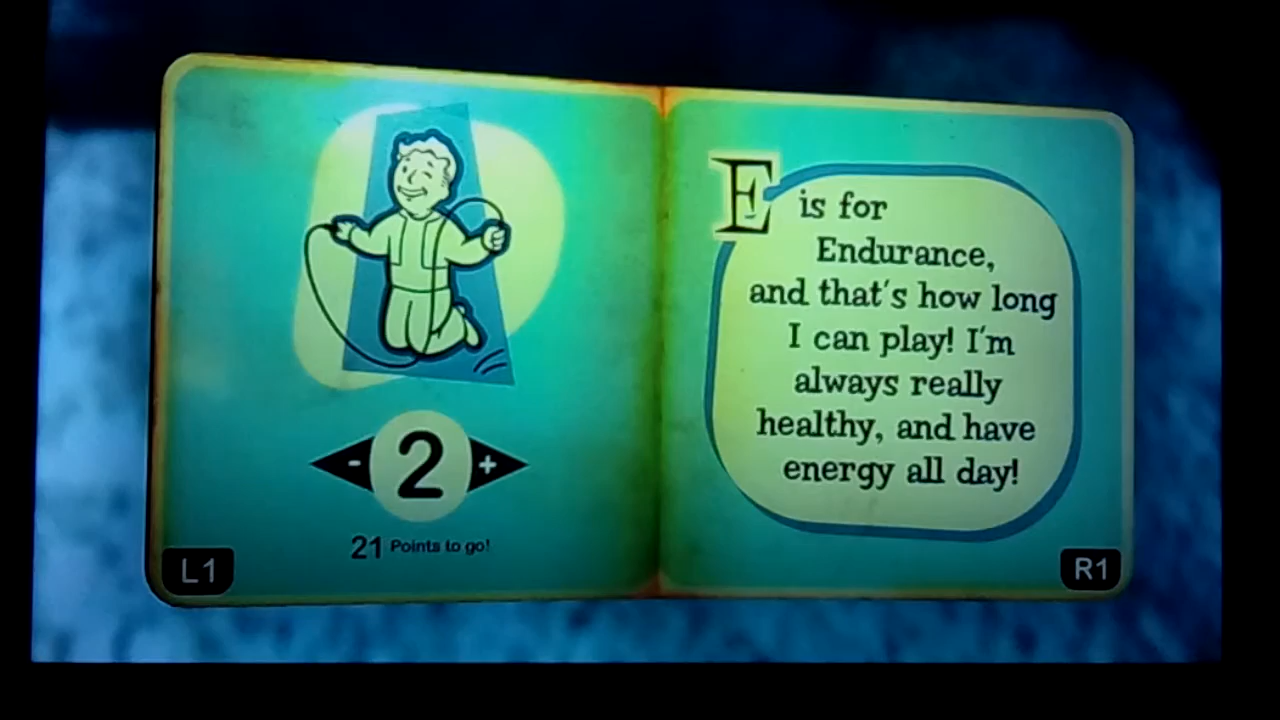 - 2 +
21 Points to go!
L1
E is for
Endurance,
and that's how long
I can play! I'm
always really
healthy, and have
energy all day!
R1